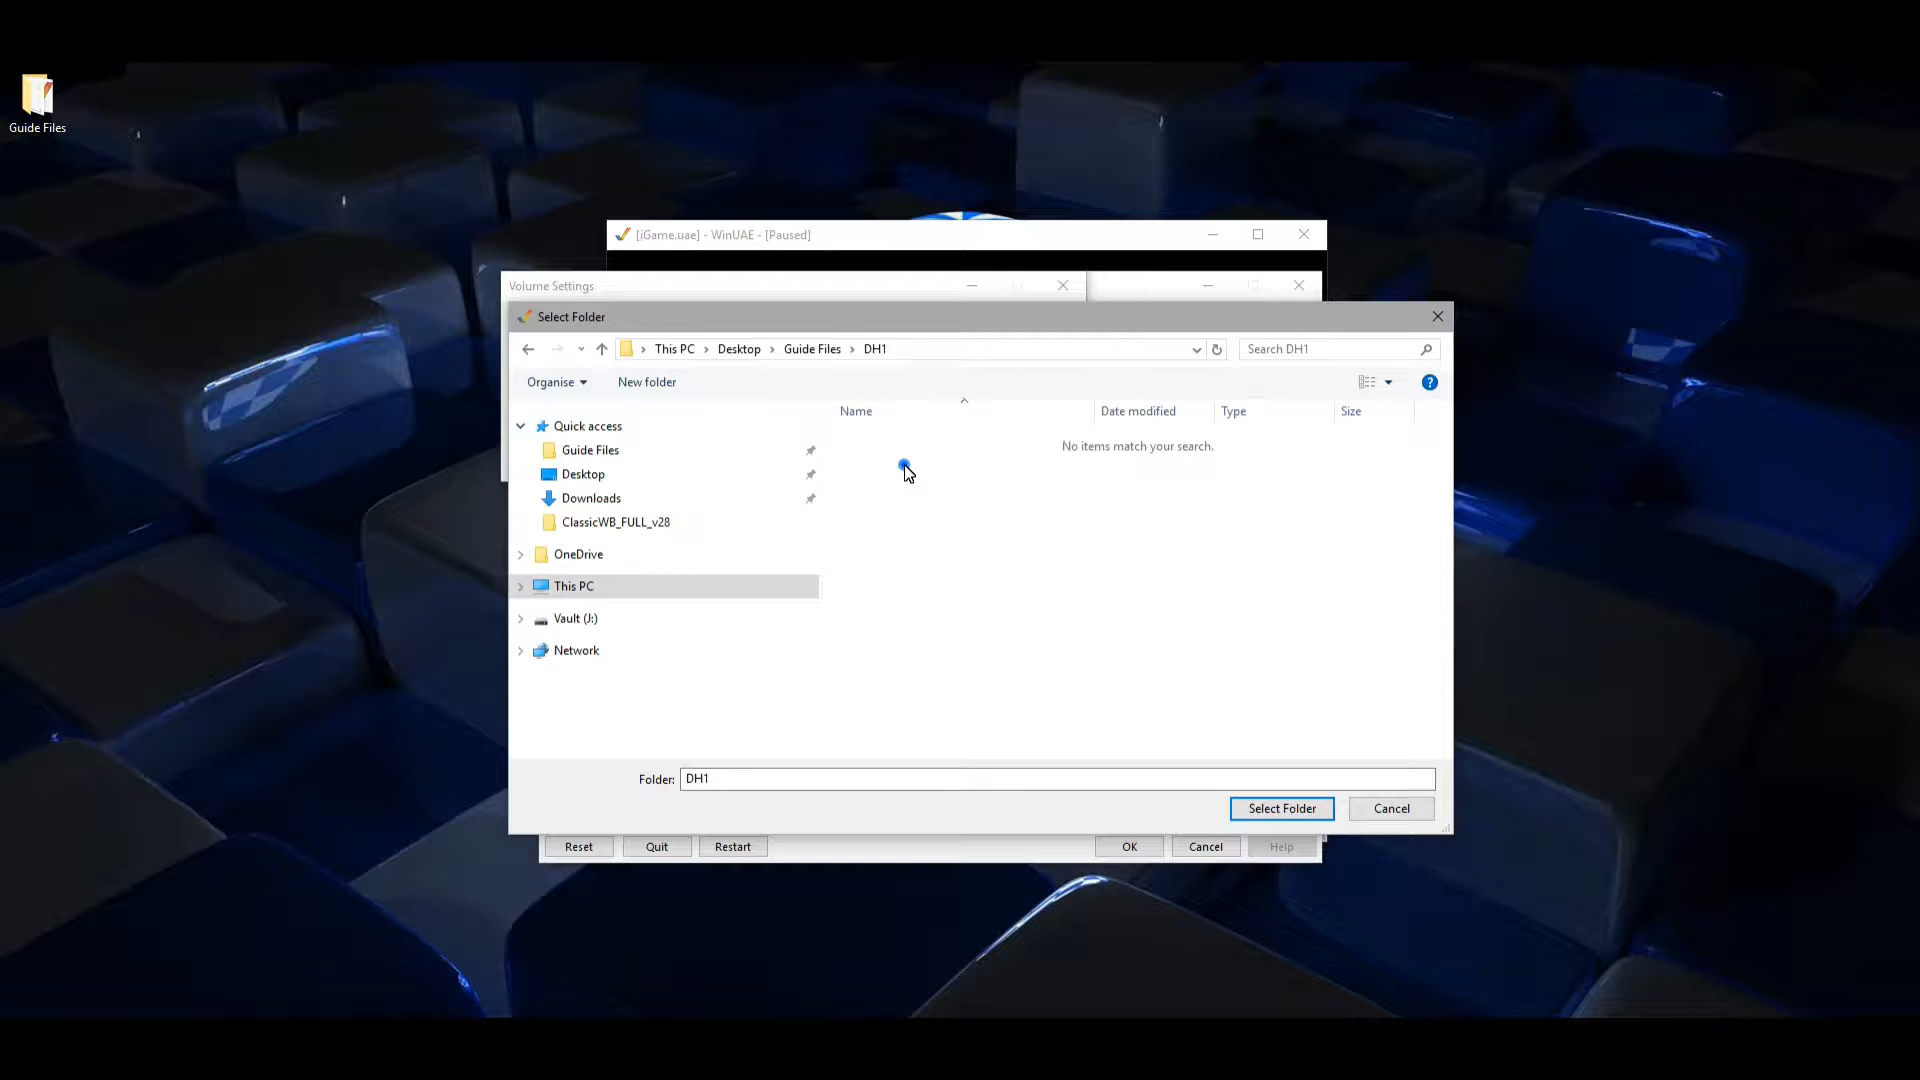 Guide Files
[iGame.uae] - WinUAE - [Paused]
Volume Settings
Select Folder
This PC > Desktop > Guide Files > DH1
Search DH1
Organise
New folder
?
Name
Date modified
Type
Size
No items match your search.
Quick access
Guide Files
Desktop
Downloads
ClassicWB_FULL_v28
OneDrive
This PC
Vault (J:)
Network
Folder: DH1
Select Folder
Cancel
Reset
Quit
Restart
OK
Cancel
Help